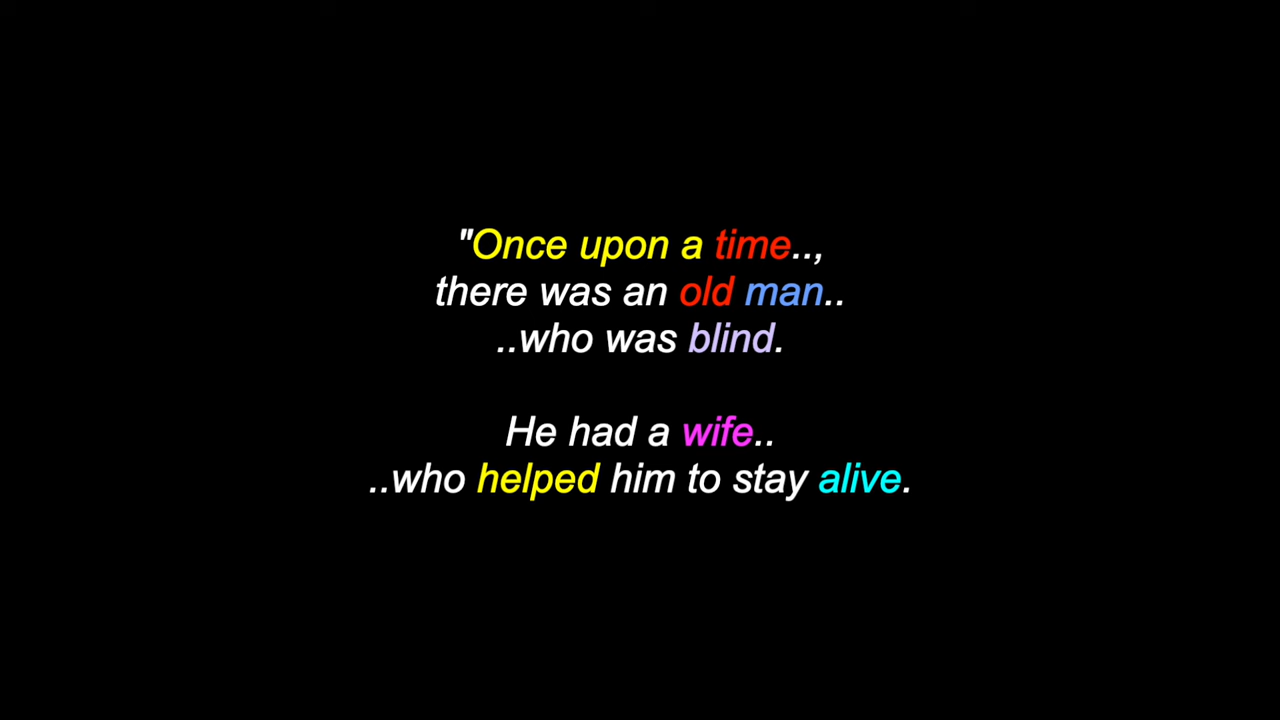 "Once upon a time..,
there was an old man..
..who was blind.
He had a wife..
..who helped him to stay alive.